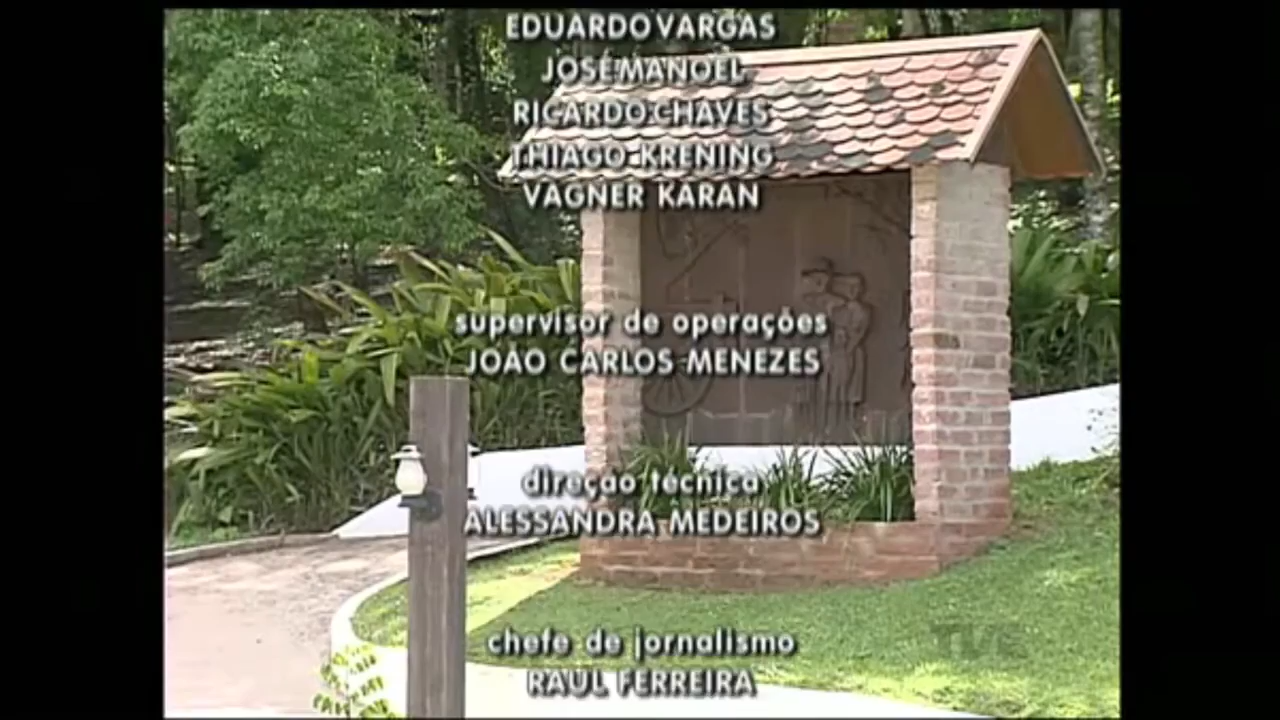 EDUARDO VARGAS
JOSÉ MANOEL
RICARDO CHAVES
THIAGO KRENING
VAGNER KARAN
supervisor de operações
JOÃO CARLOS MENEZES
direção técnica
ALESSANDRA MEDEIROS
chefe de jornalismo
RAUL FERREIRA